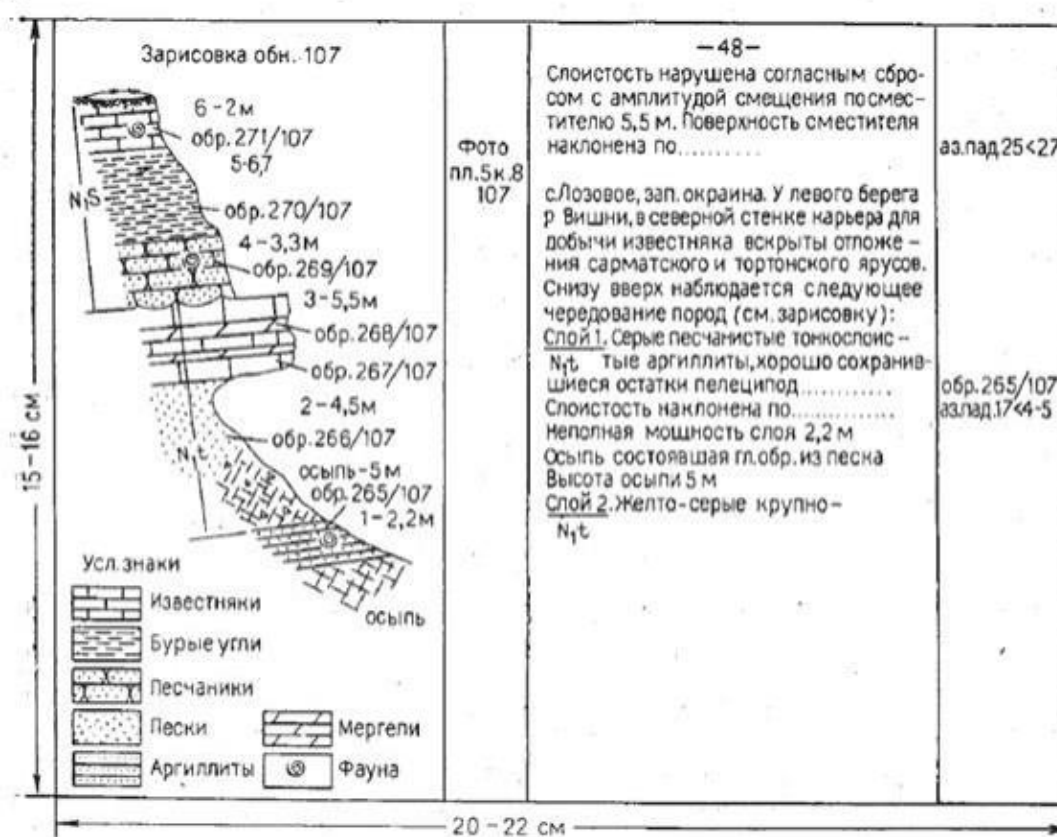 Зарисовка обн. 107
6-2м
обр. 271/107
5-6,7
N₁S
обр. 270/107
4-3,3м
обр. 269/107
3-5,5м
обр. 268/107
обр. 267/107
2-4,5м
обр. 266/107
N₁t
осыпь-5м
обр. 265/107
1-2,2м
осыпь
Усл. знаки
Известняки
Бурые угли
Песчаники
Пески
Мергели
Аргиллиты
Фауна
15-16 см
Фото
пл.5к.8
107
-48-
Слоистость нарушена согласным сбро-
сом с амплитудой смещения посмес-
тителю 5,5 м. Поверхность сместителя
наклонена по..............
аз.пад.25<27
с.Лозовое, зап. окраина. У левого берега
р Вишни, в северной стенке карьера для
добычи известняка вскрыты отложе-
ния сарматского и тортонского ярусов.
Снизу вверх наблюдается следующее
чередование пород (см. зарисовку):
Слой 1. Серые песчанистые тонкослоис-
N₁t тые аргиллиты, хорошо сохранив-
шиеся остатки пелеципод............
обр. 265/107
Слоистость наклонена по.............
аз.пад.17<4-5
Неполная мощность слоя 2,2 м
Осыпь состоявшая гл.обр. из песка
Высота осыпи 5 м
Слой 2. Желто-серые крупно-
N₁t
20-22 см